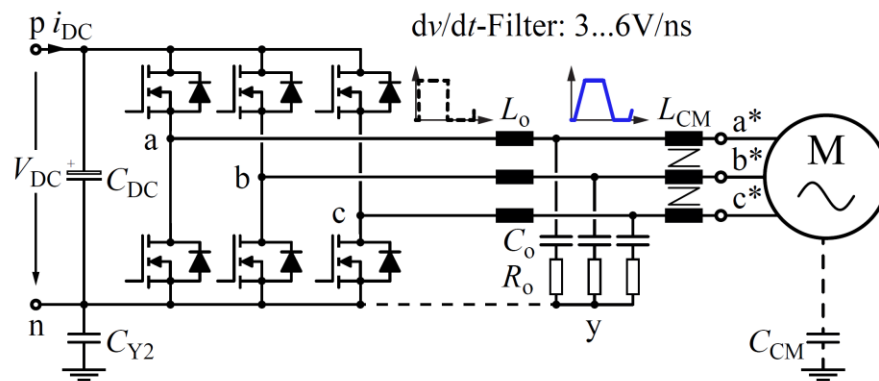 p i_DC
dv/dt-Filter: 3...6V/ns
L_o
L_CM
a*
a
M
b*
V_DC
+
C_DC
b
c*
c
C_o
R_o
n
y
C_Y2
C_CM